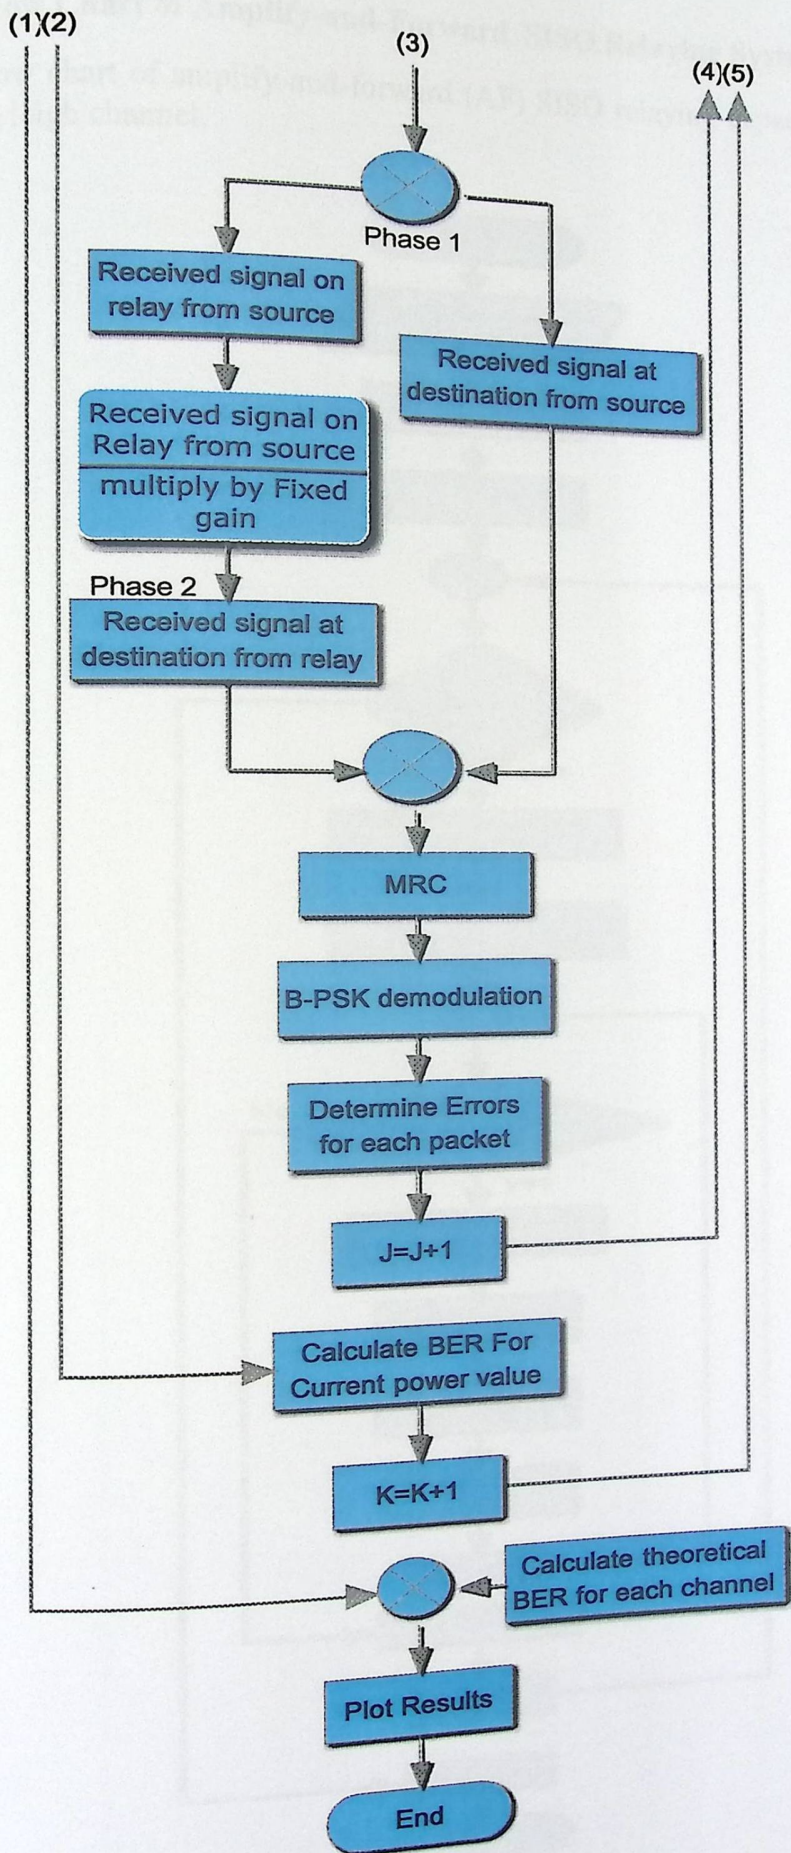 (1)(2)
(3)
(4)(5)
Phase 1
Received signal on
relay from source
Received signal at
destination from source
Received signal on
Relay from source
multiply by Fixed
gain
Phase 2
Received signal at
destination from relay
MRC
B-PSK demodulation
Determine Errors
for each packet
J=J+1
Calculate BER For
Current power value
K=K+1
Calculate theoretical
BER for each channel
Plot Results
End